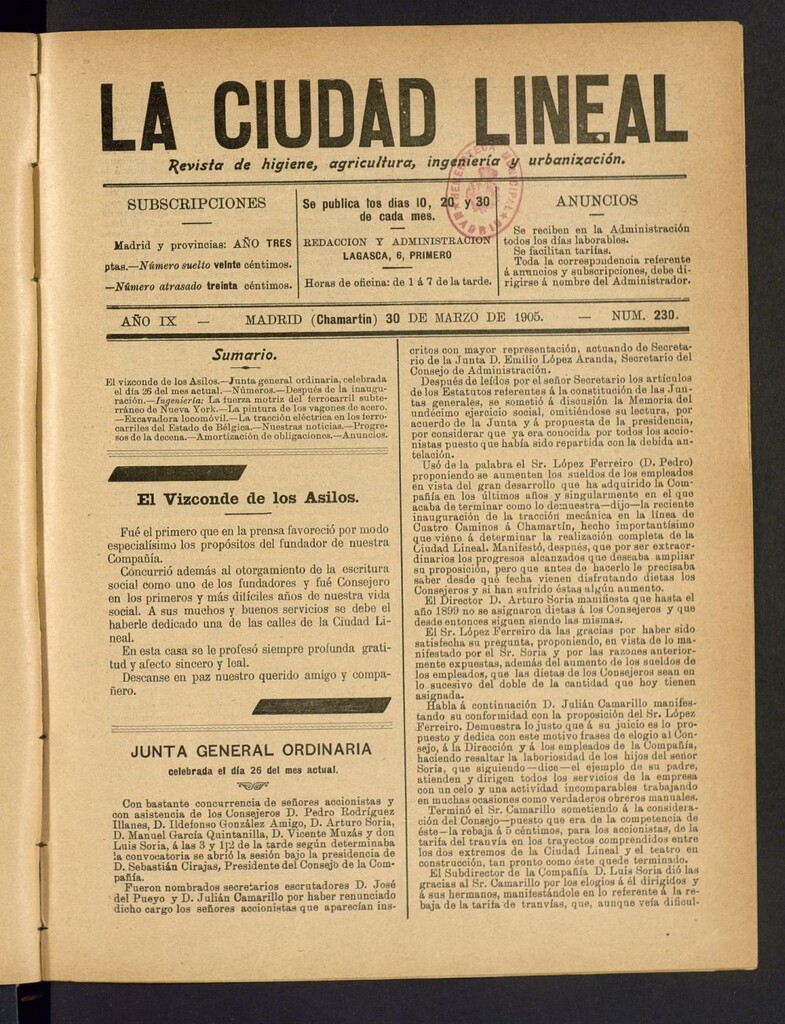 LA CIUDAD LINEAL
Revista de higiene, agricultura, ingeniería y urbanización.
SUBSCRIPCIONES
Madrid y provincias: AÑO TRES
ptas.—Número suelto veinte céntimos.
—Número atrasado treinta céntimos.
Se publica los días 10, 20 y 30
de cada mes.
REDACCION Y ADMINISTRACION
LAGASCA, 6, PRIMERO
Horas de oficina: de 1 á 7 de la tarde.
ANUNCIOS
Se reciben en la Administración
todos los días laborables.
Se facilitan tarifas.
Toda la correspondencia referente
á anuncios y subscripciones, debe di-
rigirse á nombre del Administrador.
HEMEROTECA MUNICIPAL
MADRID
AÑO IX — MADRID (Chamartín) 30 DE MARZO DE 1905. — NUM. 230.
Sumario.
El vizconde de los Asilos.—Junta general ordinaria, celebrada
el día 26 del mes actual.—Números.—Después de la inaugu-
ración.—Ingeniería: La fuerza motriz del ferrocarril subte-
rráneo de Nueva York.—La pintura de los vagones de acero.
—Excavadora locomóvil.—La tracción eléctrica en los ferro-
carriles del Estado de Bélgica.—Nuestras noticias.—Progre-
sos de la decena.—Amortización de obligaciones.—Anuncios.
El Vizconde de los Asilos.
Fué el primero que en la prensa favoreció por modo
especialísimo los propósitos del fundador de nuestra
Compañía.
Concurrió además al otorgamiento de la escritura
social como uno de los fundadores y fué Consejero
en los primeros y más difíciles años de nuestra vida
social. A sus muchos y buenos servicios se debe el
haberle dedicado una de las calles de la Ciudad Li-
neal.
En esta casa se le profesó siempre profunda grati-
tud y afecto sincero y leal.
Descanse en paz nuestro querido amigo y compa-
ñero.
JUNTA GENERAL ORDINARIA
celebrada el día 26 del mes actual.
Con bastante concurrencia de señores accionistas y
con asistencia de los Consejeros D. Pedro Rodríguez
Illanes, D. Ildefonso González Amigo, D. Arturo Soria,
D. Manuel García Quintanilla, D. Vicente Muzás y don
Luis Soria, á las 3 y 1|2 de la tarde según determinaba
la convocatoria se abrió la sesión bajo la presidencia de
D. Sebastián Cirajas, Presidente del Consejo de la Com-
pañía.
Fueron nombrados secretarios escrutadores D. José
del Pueyo y D. Julián Camarillo por haber renunciado
dicho cargo los señores accionistas que aparecían ins-
critos con mayor representación, actuando de Secreta-
rio de la Junta D. Emilio López Aranda, Secretario del
Consejo de Administración.
Después de leídos por el señor Secretario los artículos
de los Estatutos referentes á la constitución de las Jun-
tas generales, se sometió á discusión la Memoria del
undécimo ejercicio social, omitiéndose su lectura, por
acuerdo de la Junta y á propuesta de la presidencia,
por considerar que ya era conocida por todos los accio-
nistas puesto que había sido repartida con la debida an-
telación.
Usó de la palabra el Sr. López Ferreiro (D. Pedro)
proponiendo se aumenten los sueldos de los empleados
en vista del gran desarrollo que ha adquirido la Com-
pañía en los últimos años y singularmente en el que
acaba de terminar como lo demuestra—dijo—la reciente
inauguración de la tracción mecánica en la línea de
Cuatro Caminos á Chamartín, hecho importantísimo
que viene á determinar la realización completa de la
Ciudad Lineal. Manifestó, después, que por ser extraor-
dinarios los progresos alcanzados que deseaba ampliar
su proposición, pero que antes de hacerlo le precisaba
saber desde qué fecha vienen disfrutando dietas los
Consejeros y si han sufrido éstas algún aumento.
El Director D. Arturo Soria manifiesta que hasta el
año 1899 no se asignaron dietas á los Consejeros y que
desde entonces siguen siendo las mismas.
El Sr. López Ferreiro da las gracias por haber sido
satisfecha su pregunta, proponiendo, en vista de lo ma-
nifestado por el Sr. Soria y por las razones anterior-
mente expuestas, además del aumento de los sueldos de
los empleados, que las dietas de los Consejeros sean en
lo sucesivo del doble de la cantidad que hoy tienen
asignada.
Habla á continuación D. Julián Camarillo manifes-
tando su conformidad con la proposición del Sr. López
Ferreiro. Demuestra lo justo que á su juicio es lo pro-
puesto y dedica con este motivo frases de elogio al Con-
sejo, á la Dirección y á los empleados de la Compañía,
haciendo resaltar la laboriosidad de los hijos del señor
Soria, que siguiendo—dice—el ejemplo de su padre,
atienden y dirigen todos los servicios de la empresa
con un celo y una actividad incomparables trabajando
en muchas ocasiones como verdaderos obreros manuales.
Terminó el Sr. Camarillo sometiendo á la considera-
ción del Consejo—puesto que era de la competencia de
éste—la rebaja á 5 céntimos, para los accionistas, de la
tarifa del tranvía en los trayectos comprendidos entre
los dos extremos de la Ciudad Lineal y el teatro en
construcción, tan pronto como éste quede terminado.
El Subdirector de la Compañía D. Luis Soria dió las
gracias al Sr. Camarillo por los elogios á él dirigidos y
á sus hermanos, manifestándole en lo referente á la re-
baja de la tarifa de tranvías, que, aunque veía dificul-